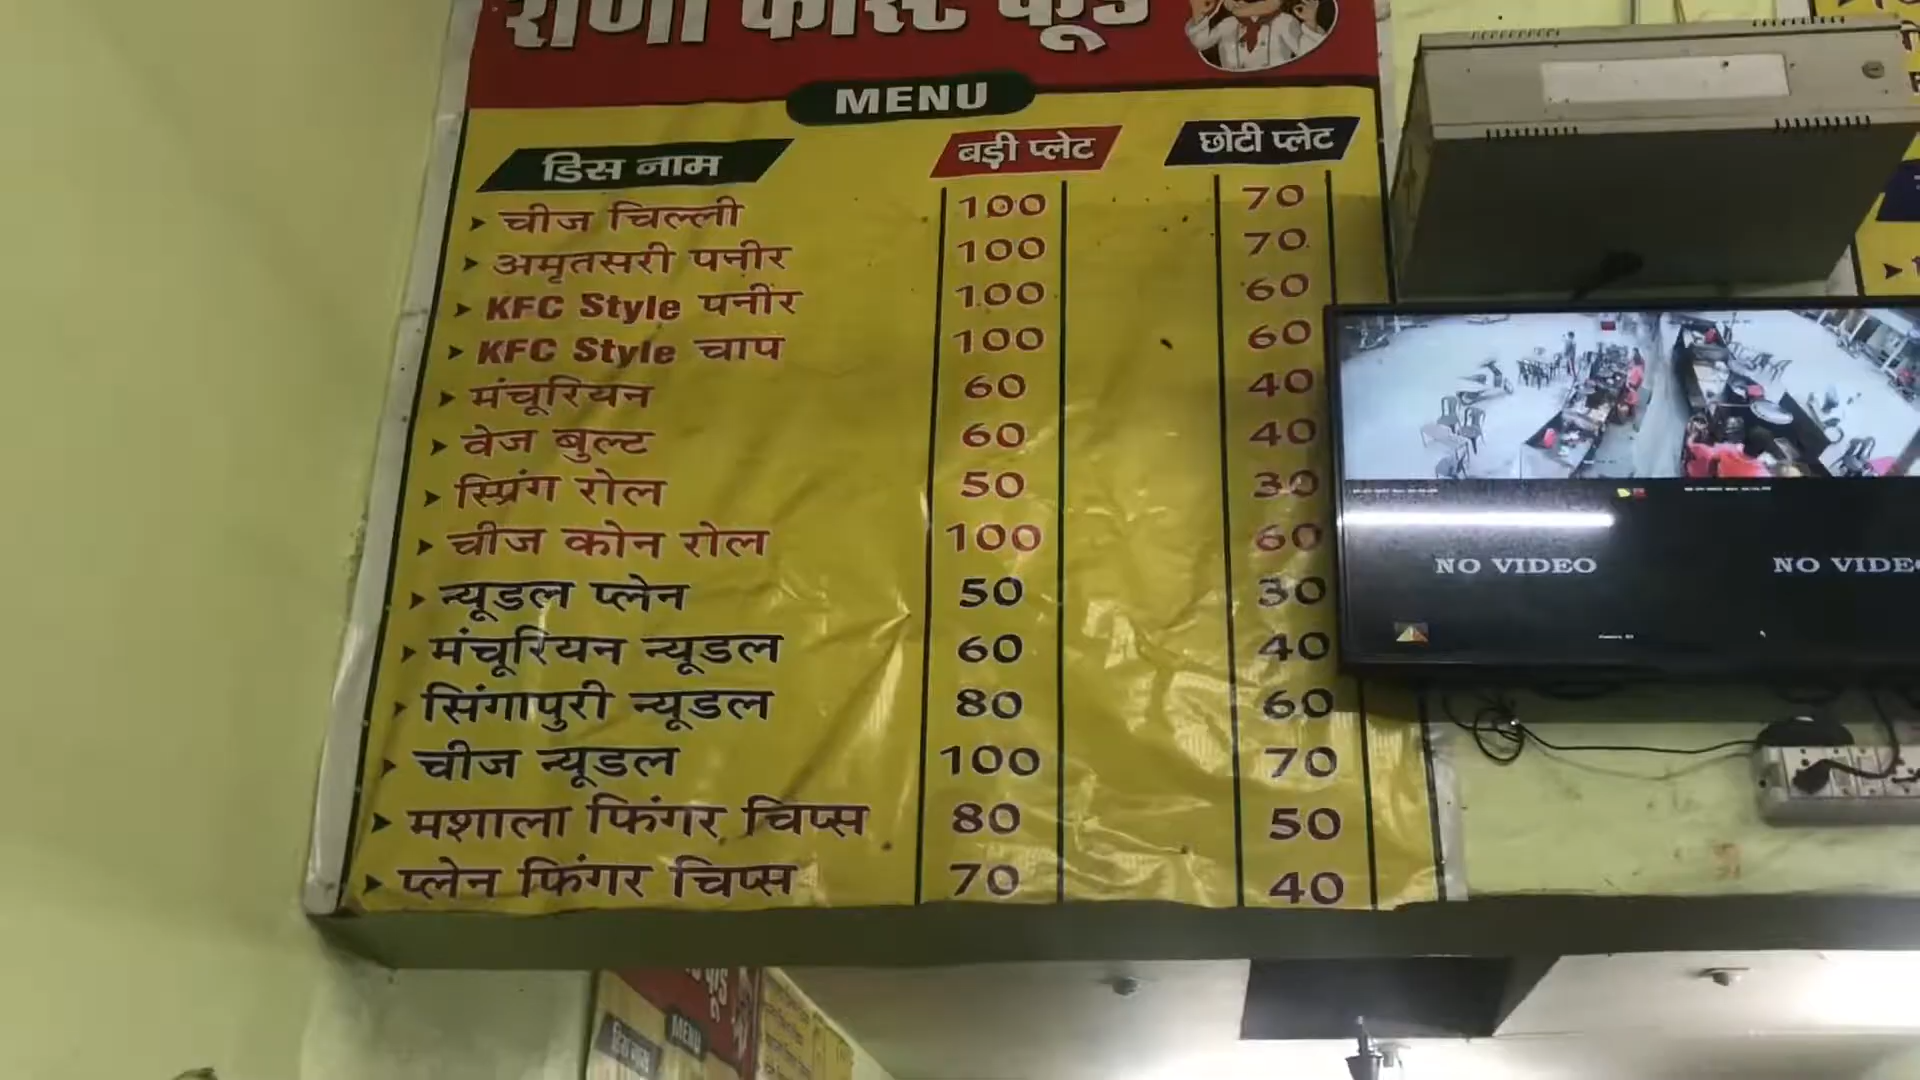 राणा फास्ट फूड
MENU
डिस नाम बड़ी प्लेट छोटी प्लेट
चीज चिल्ली 100 70
अमृतसरी पनीर 100 70
KFC Style पनीर 100 60
KFC Style चाप 100 60
मंचूरियन 60 40
वेज बुल्ट 60 40
स्प्रिंग रोल 50 30
चीज कोन रोल 100 60
न्यूडल प्लेन 50 30
मंचूरियन न्यूडल 60 40
सिंगापुरी न्यूडल 80 60
चीज न्यूडल 100 70
मशाला फिंगर चिप्स 80 50
प्लेन फिंगर चिप्स 70 40
NO VIDEO
MENU